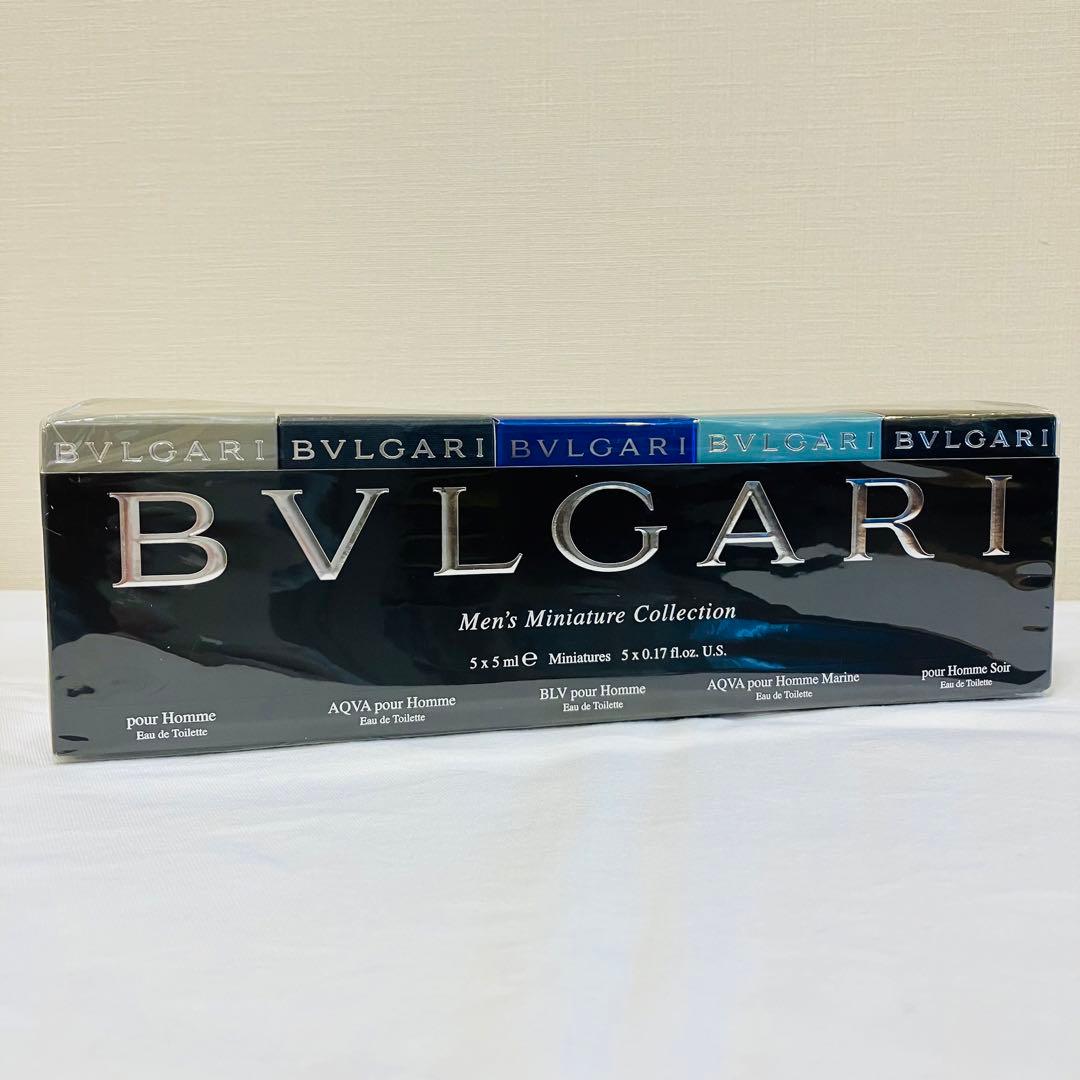 BVLGARI BVLGARI BVLGARI BVLGARI BVLGARI
BVLGARI
Men's Miniature Collection
5 x 5 ml ℮ Miniatures 5 x 0.17 fl.oz. U.S.
pour Homme
Eau de Toilette
AQVA pour Homme
Eau de Toilette
BLV pour Homme
Eau de Toilette
AQVA pour Homme Marine
Eau de Toilette
pour Homme Soir
Eau de Toilette